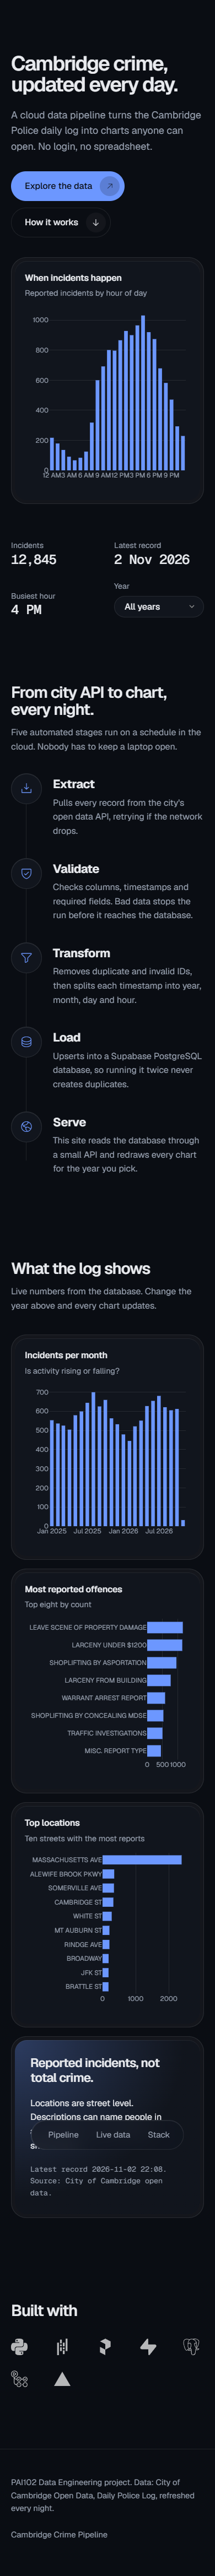 Cambridge crime,
updated every day.
A cloud data pipeline turns the Cambridge
Police daily log into charts anyone can
open. No login, no spreadsheet.
Explore the data
How it works
When incidents happen
Reported incidents by hour of day
1000
800
600
400
200
0
12 AM 3 AM 6 AM 9 AM 12 PM 3 PM 6 PM 9 PM
Incidents
12,845
Latest record
2 Nov 2026
Busiest hour
4 PM
Year
All years
From city API to chart,
every night.
Five automated stages run on a schedule in the
cloud. Nobody has to keep a laptop open.
Extract
Pulls every record from the city's
open data API, retrying if the network
drops.
Validate
Checks columns, timestamps and
required fields. Bad data stops the
run before it reaches the database.
Transform
Removes duplicate and invalid IDs,
then splits each timestamp into year,
month, day and hour.
Load
Upserts into a Supabase PostgreSQL
database, so running it twice never
creates duplicates.
Serve
This site reads the database through
a small API and redraws every chart
for the year you pick.
What the log shows
Live numbers from the database. Change the
year above and every chart updates.
Incidents per month
Is activity rising or falling?
700
600
500
400
300
200
100
0
Jan 2025 Jul 2025 Jan 2026 Jul 2026
Most reported offences
Top eight by count
LEAVE SCENE OF PROPERTY DAMAGE
LARCENY UNDER $1200
SHOPLIFTING BY ASPORTATION
LARCENY FROM BUILDING
WARRANT ARREST REPORT
SHOPLIFTING BY CONCEALING MDSE
TRAFFIC INVESTIGATIONS
MISC. REPORT TYPE
0 500 1000
Top locations
Ten streets with the most reports
MASSACHUSETTS AVE
ALEWIFE BROOK PKWY
SOMERVILLE AVE
CAMBRIDGE ST
WHITE ST
MT AUBURN ST
RINDGE AVE
BROADWAY
JFK ST
BRATTLE ST
0 1000 2000
Reported incidents, not
total crime.
Locations are street level.
Descriptions can name people in
Pipeline Live data Stack
Latest record 2026-11-02 22:08.
Source: City of Cambridge open
data.
Built with
PAI102 Data Engineering project. Data: City of
Cambridge Open Data, Daily Police Log, refreshed
every night.
Cambridge Crime Pipeline